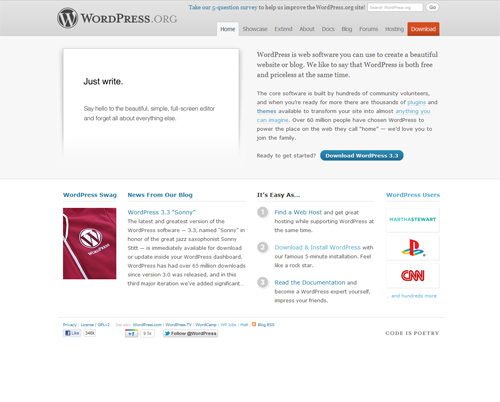 Take our 5-question survey to help us improve the WordPress.org site!
Search WordPress.org
Go
WORDPRESS.ORG
Home Showcase Extend About Docs Blog Forums Hosting Download
Just write.
Say hello to the beautiful, simple, full-screen editor
and forget all about everything else.
WordPress is web software you can use to create a beautiful
website or blog. We like to say that WordPress is both free
and priceless at the same time.
The core software is built by hundreds of community volunteers,
and when you're ready for more there are thousands of plugins and
themes available to transform your site into almost anything you
can imagine. Over 60 million people have chosen WordPress to
power the place on the web they call "home" — we'd love you to
join the family.
Ready to get started? Download WordPress 3.3
WordPress Swag
WORDPRESS
News From Our Blog
WordPress 3.3 "Sonny"
The latest and greatest version of the
WordPress software — 3.3, named "Sonny" in
honor of the great jazz saxophonist Sonny
Stitt — is immediately available for download
or update inside your WordPress dashboard.
WordPress has had over 65 million downloads
since version 3.0 was released, and in this
third major iteration we've added significant…
It's Easy As…
1 Find a Web Host and get great
hosting while supporting WordPress at
the same time.
2 Download & Install WordPress with
our famous 5-minute installation. Feel
like a rock star.
3 Read the Documentation and
become a WordPress expert yourself,
impress your friends.
WordPress Users
MARTHASTEWART
CNN
… and hundreds more
Privacy | License / GPLv2 See also: WordPress.com | WordPress.TV | WordCamp | WP Jobs | Matt | Blog RSS
Like 346k +1 9.5k Follow @WordPress
CODE IS POETRY